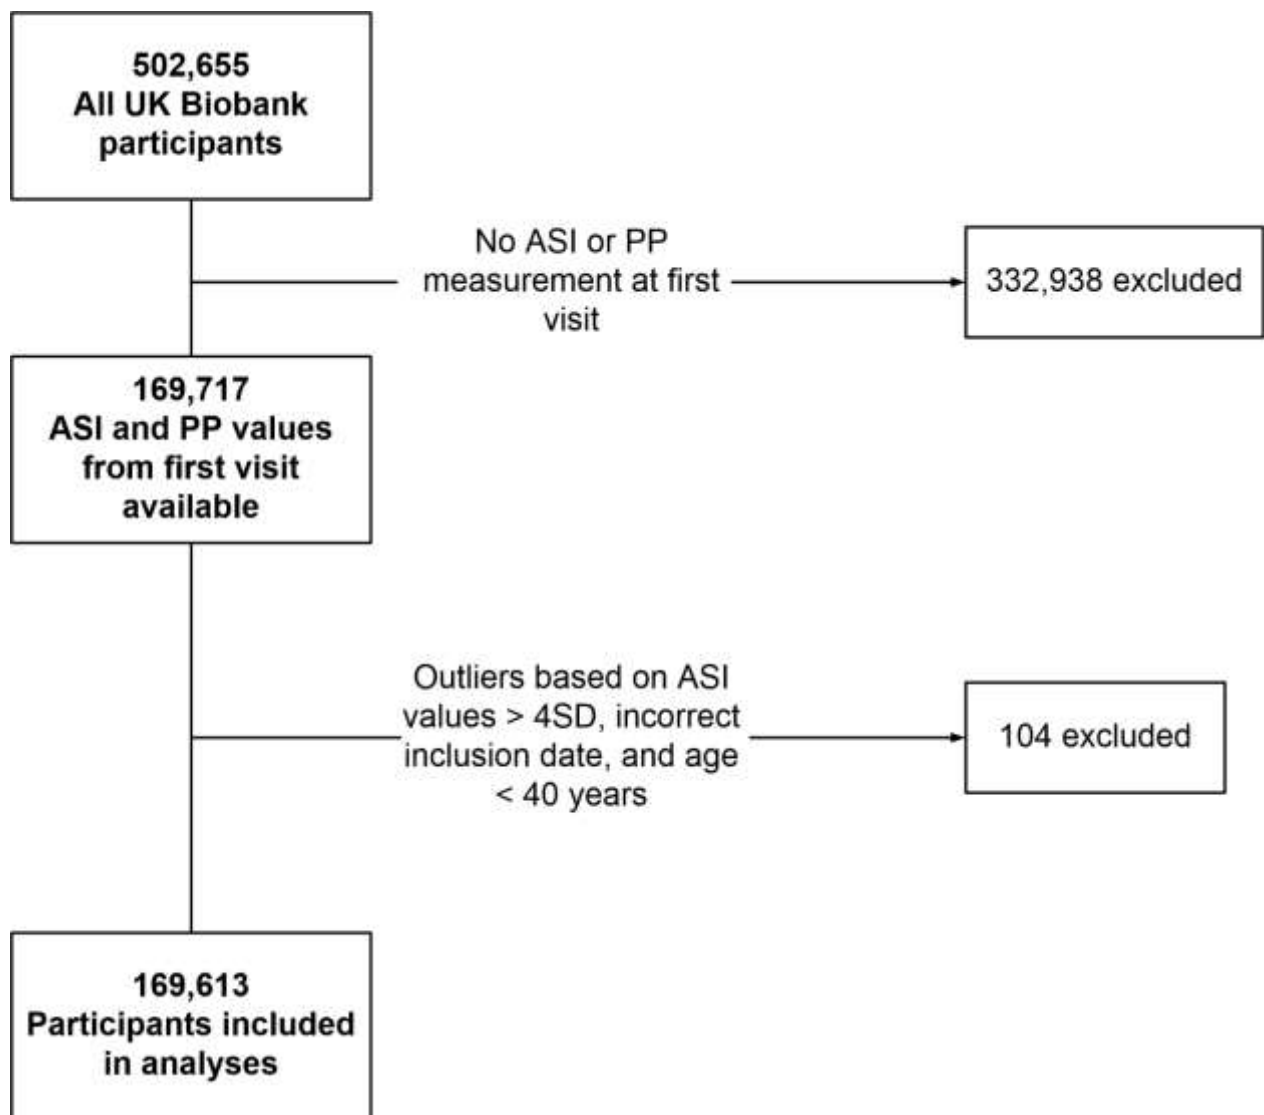 502,655
All UK Biobank
participants
No ASI or PP
measurement at first
visit
332,938 excluded
169,717
ASI and PP values
from first visit
available
Outliers based on ASI
values > 4SD, incorrect
inclusion date, and age
< 40 years
104 excluded
169,613
Participants included
in analyses